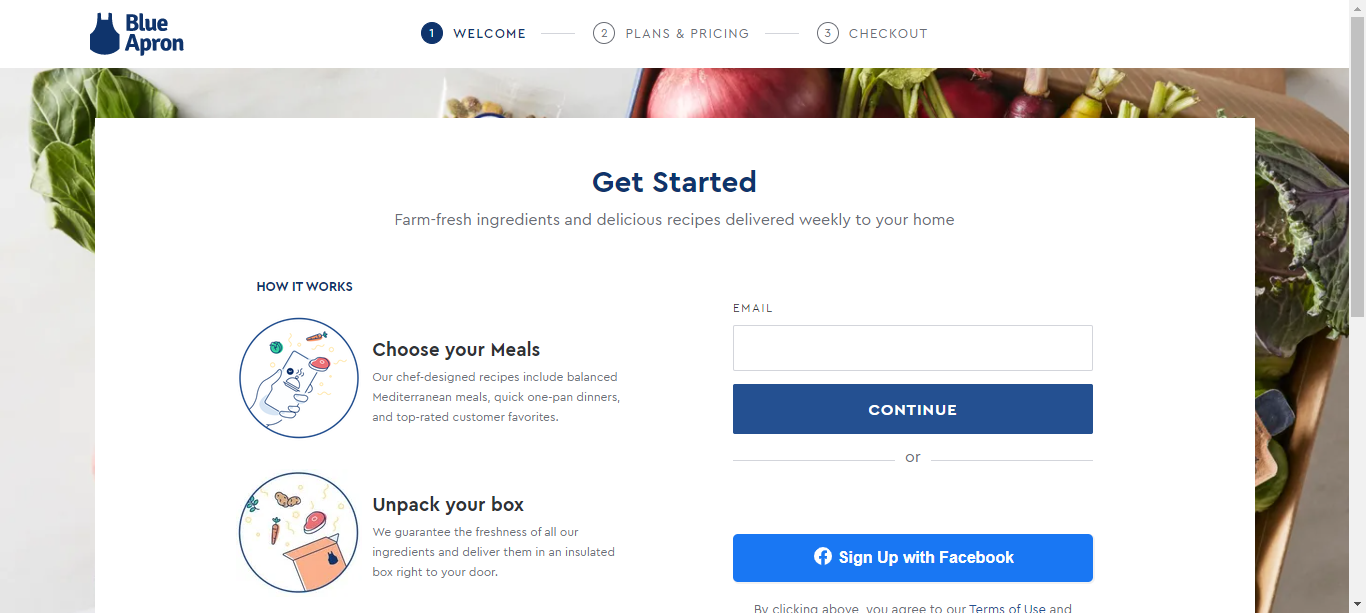 Blue
Apron
1 WELCOME
2 PLANS & PRICING
3 CHECKOUT
Get Started
Farm-fresh ingredients and delicious recipes delivered weekly to your home
HOW IT WORKS
Choose your Meals
Our chef-designed recipes include balanced
Mediterranean meals, quick one-pan dinners,
and top-rated customer favorites.
Unpack your box
We guarantee the freshness of all our
ingredients and deliver them in an insulated
box right to your door.
EMAIL
CONTINUE
or
Sign Up with Facebook
By clicking above, you agree to our Terms of Use and